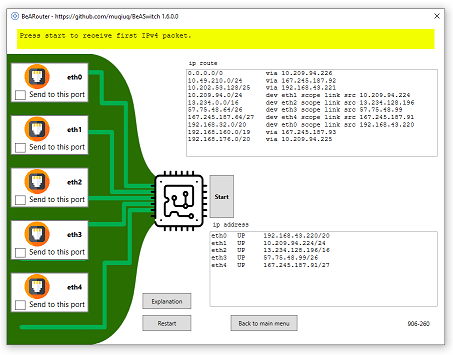 BeARouter - https://github.com/muqiuq/BeASwitch 1.6.0.0
Press start to receive first IPv4 packet.
eth0
Send to this port
eth1
Send to this port
eth2
Send to this port
eth3
Send to this port
eth4
Send to this port
ip route
0.0.0.0/0 via 10.209.94.226
10.49.210.0/24 via 167.245.187.92
10.202.53.128/25 via 192.168.43.221
10.209.94.0/24 dev eth1 scope link src 10.209.94.224
13.234.0.0/16 dev eth2 scope link src 13.234.128.196
57.75.48.64/26 dev eth3 scope link src 57.75.48.99
167.245.187.64/27 dev eth4 scope link src 167.245.187.91
192.168.32.0/20 dev eth0 scope link src 192.168.43.220
192.168.160.0/19 via 167.245.187.93
192.168.176.0/20 via 10.209.94.225
Start
ip address
eth0 UP 192.168.43.220/20
eth1 UP 10.209.94.224/24
eth2 UP 13.234.128.196/16
eth3 UP 57.75.48.99/26
eth4 UP 167.245.187.91/27
Explanation
Restart
Back to main menu
906-260